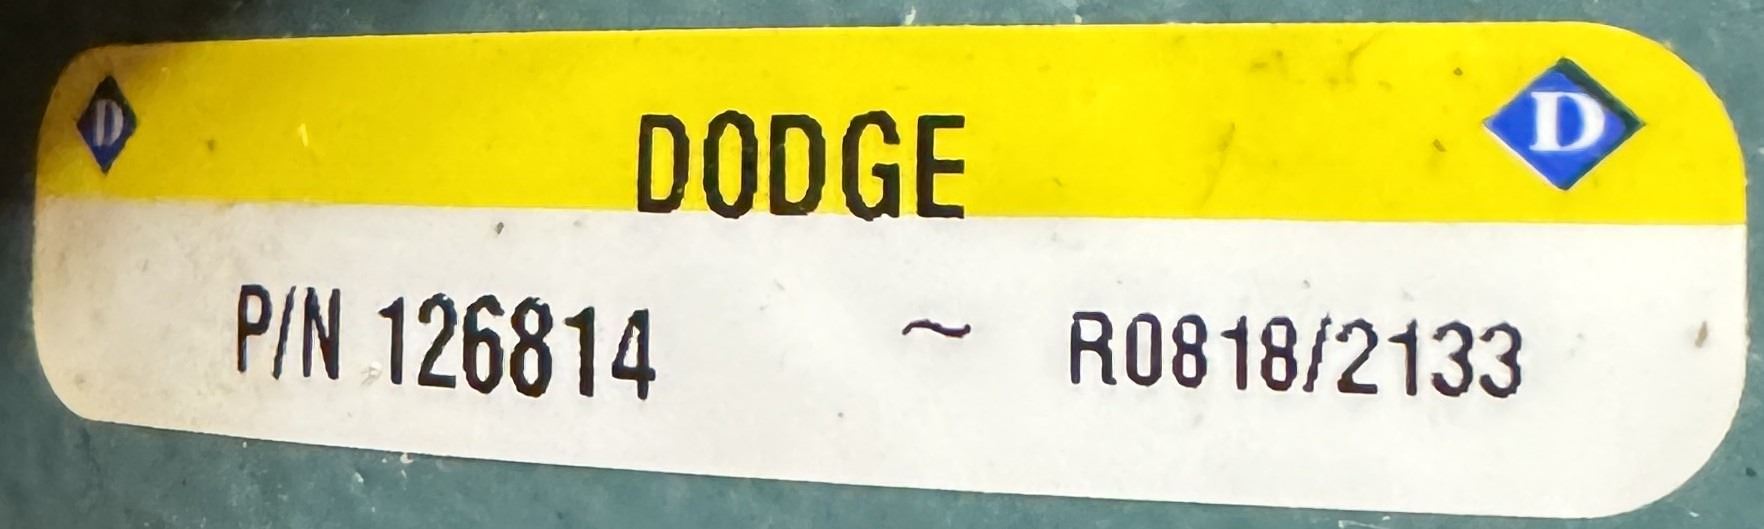 D DODGE D
P/N 126814 ~ R0818/2133